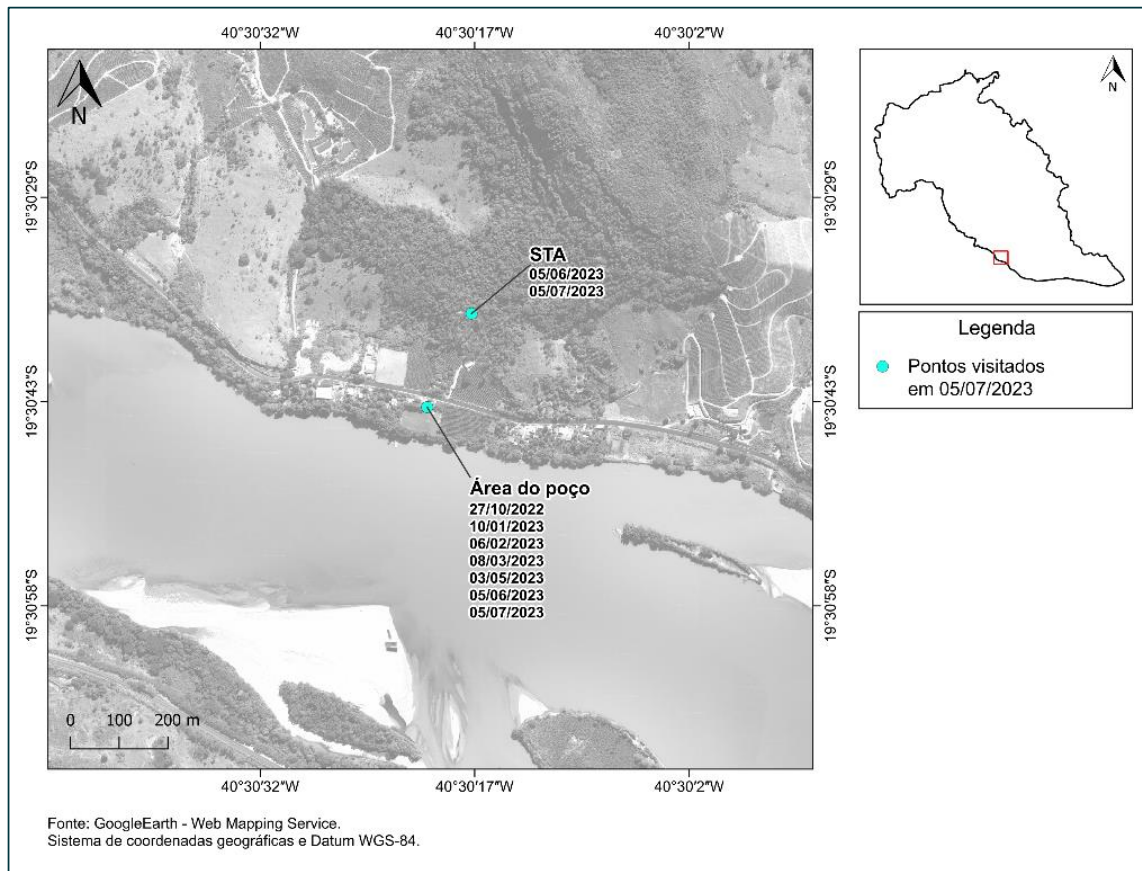 40°30'32"W
40°30'17"W
40°30'2"W
N
19°30'29"S
19°30'43"S
19°30'58"S
STA
05/06/2023
05/07/2023
Área do poço
27/10/2022
10/01/2023
06/02/2023
08/03/2023
03/05/2023
05/06/2023
05/07/2023
0 100 200 m
19°30'29"S
19°30'43"S
19°30'58"S
40°30'32"W
40°30'17"W
40°30'2"W
Fonte: GoogleEarth - Web Mapping Service.
Sistema de coordenadas geográficas e Datum WGS-84.
N
Legenda
Pontos visitados
em 05/07/2023